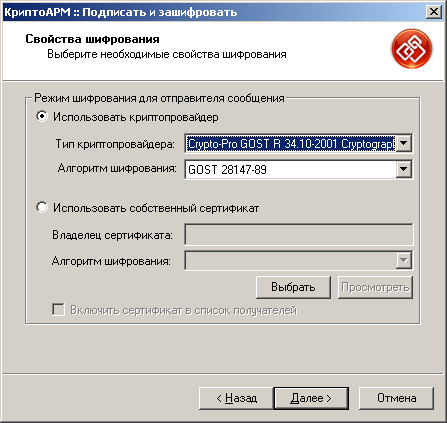 КриптоАРМ :: Подписать и зашифровать
Свойства шифрования
Выберите необходимые свойства шифрования
Режим шифрования для отправителя сообщения
Использовать криптопровайдер
Тип криптопровайдера: Crypto-Pro GOST R 34.10-2001 Cryptograpl
Алгоритм шифрования: GOST 28147-89
Использовать собственный сертификат
Владелец сертификата:
Алгоритм шифрования:
Выбрать Просмотреть
Включить сертификат в список получателей
< Назад Далее > Отмена